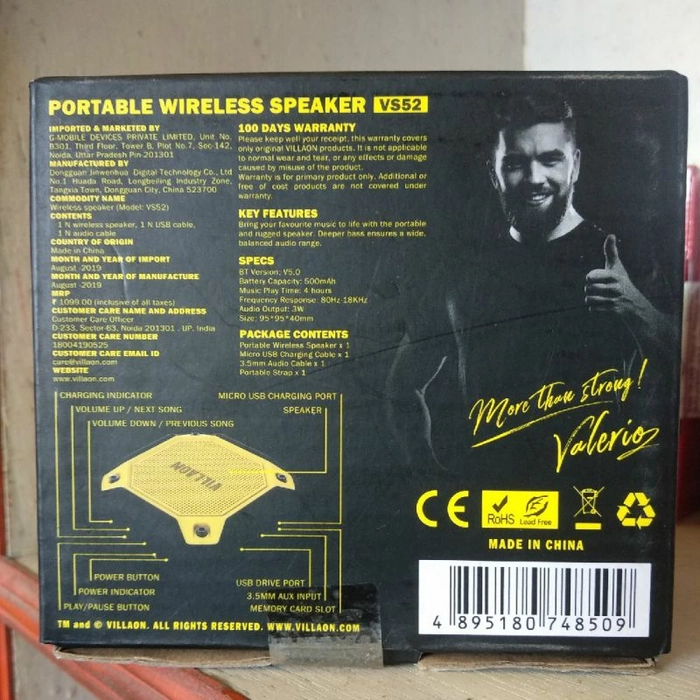 PORTABLE WIRELESS SPEAKER VS52
IMPORTED & MARKETED BY
G-MOBILE DEVICES PRIVATE LIMITED, Unit No.
B301, Third Floor, Tower B, Plot No.7, Sec-142,
Noida, Uttar Pradesh Pin-201301
MANUFACTURED BY
Dongguan Jinwenhua Digital Technology Co., Ltd
No.1 Huada Road, Longbeiling Industry Zone,
Tangxia Town, Dongguan City, China 523700
COMMODITY NAME
Wireless speaker (Model: VS52)
CONTENTS
1 N wireless speaker, 1 N USB cable,
1 N audio cable
COUNTRY OF ORIGIN
Made in China
MONTH AND YEAR OF IMPORT
August -2019
MONTH AND YEAR OF MANUFACTURE
August -2019
MRP
₹ 1099.00 (inclusive of all taxes)
CUSTOMER CARE NAME AND ADDRESS
Customer Care Officer
D-233, Sector-63, Noida 201301 . UP. India
CUSTOMER CARE NUMBER
18004190525
CUSTOMER CARE EMAIL ID
care@villaon.com
WEBSITE
www.villaon.com
100 DAYS WARRANTY
Please keep well your receipt, this warranty covers
only original VILLAON products. It is not applicable
to normal wear and tear, or any effects or damage
caused by misuse of the product.
Warranty is for primary product only. Additional or
free of cost products are not covered under
warranty.
KEY FEATURES
Bring your favourite music to life with the portable
and rugged speaker. Deeper bass ensures a wide,
balanced audio range.
SPECS
BT Version: V5.0
Battery Capacity: 500mAh
Music Play Time: 4 hours
Frequency Response: 80Hz-18KHz
Audio Output: 3W
Size: 95*95*40mm
PACKAGE CONTENTS
Portable Wireless Speaker x 1
Micro USB Charging Cable x 1
3.5mm Audio Cable x 1
Portable Strap x 1
CHARGING INDICATOR
VOLUME UP / NEXT SONG
VOLUME DOWN / PREVIOUS SONG
MICRO USB CHARGING PORT
SPEAKER
VILLAON
POWER BUTTON
POWER INDICATOR
PLAY/PAUSE BUTTON
USB DRIVE PORT
3.5MM AUX INPUT
MEMORY CARD SLOT
TM and © VILLAON. ALL RIGHTS RESERVED. WWW.VILLAON.COM
More than strong!
Valerio
CE RoHS Lead Free
MADE IN CHINA
4 895180 748509